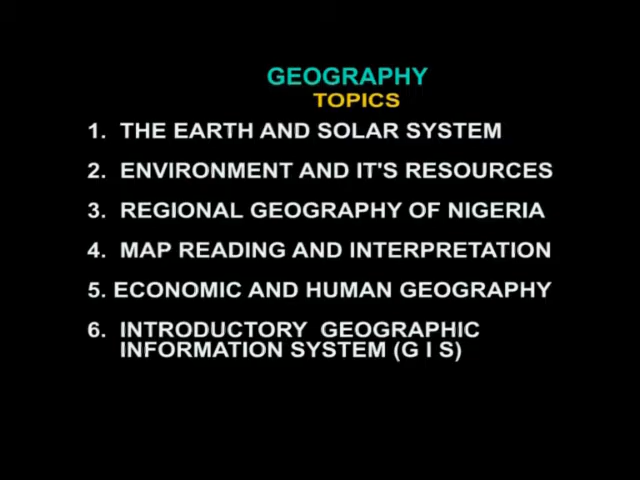 GEOGRAPHY
TOPICS
1. THE EARTH AND SOLAR SYSTEM
2. ENVIRONMENT AND IT'S RESOURCES
3. REGIONAL GEOGRAPHY OF NIGERIA
4. MAP READING AND INTERPRETATION
5. ECONOMIC AND HUMAN GEOGRAPHY
6. INTRODUCTORY GEOGRAPHIC
INFORMATION SYSTEM (G I S)